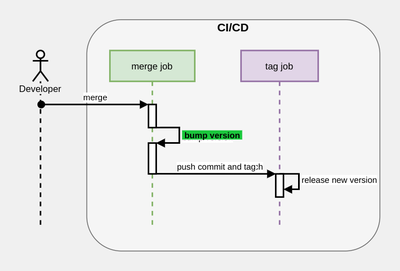 CI/CD
merge job
tag job
Developer
merge
bump version
push commit and tag:h
release new version